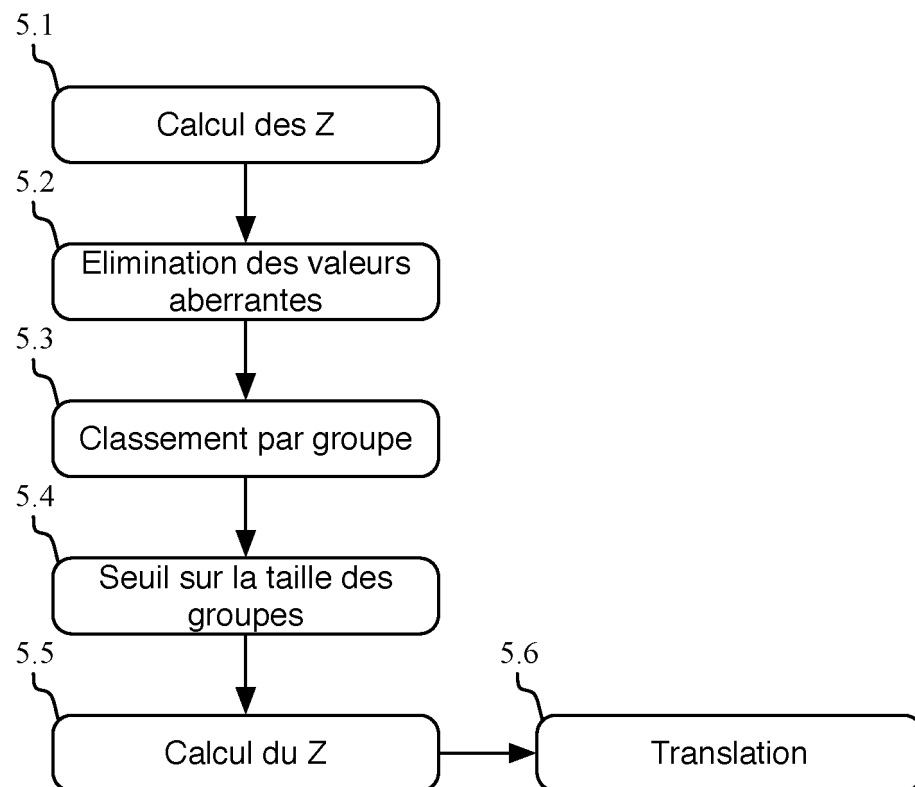 5.1
Calcul des Z
5.2
Elimination des valeurs
aberrantes
5.3
Classement par groupe
5.4
Seuil sur la taille des
groupes
5.5
Calcul du Z
5.6
Translation